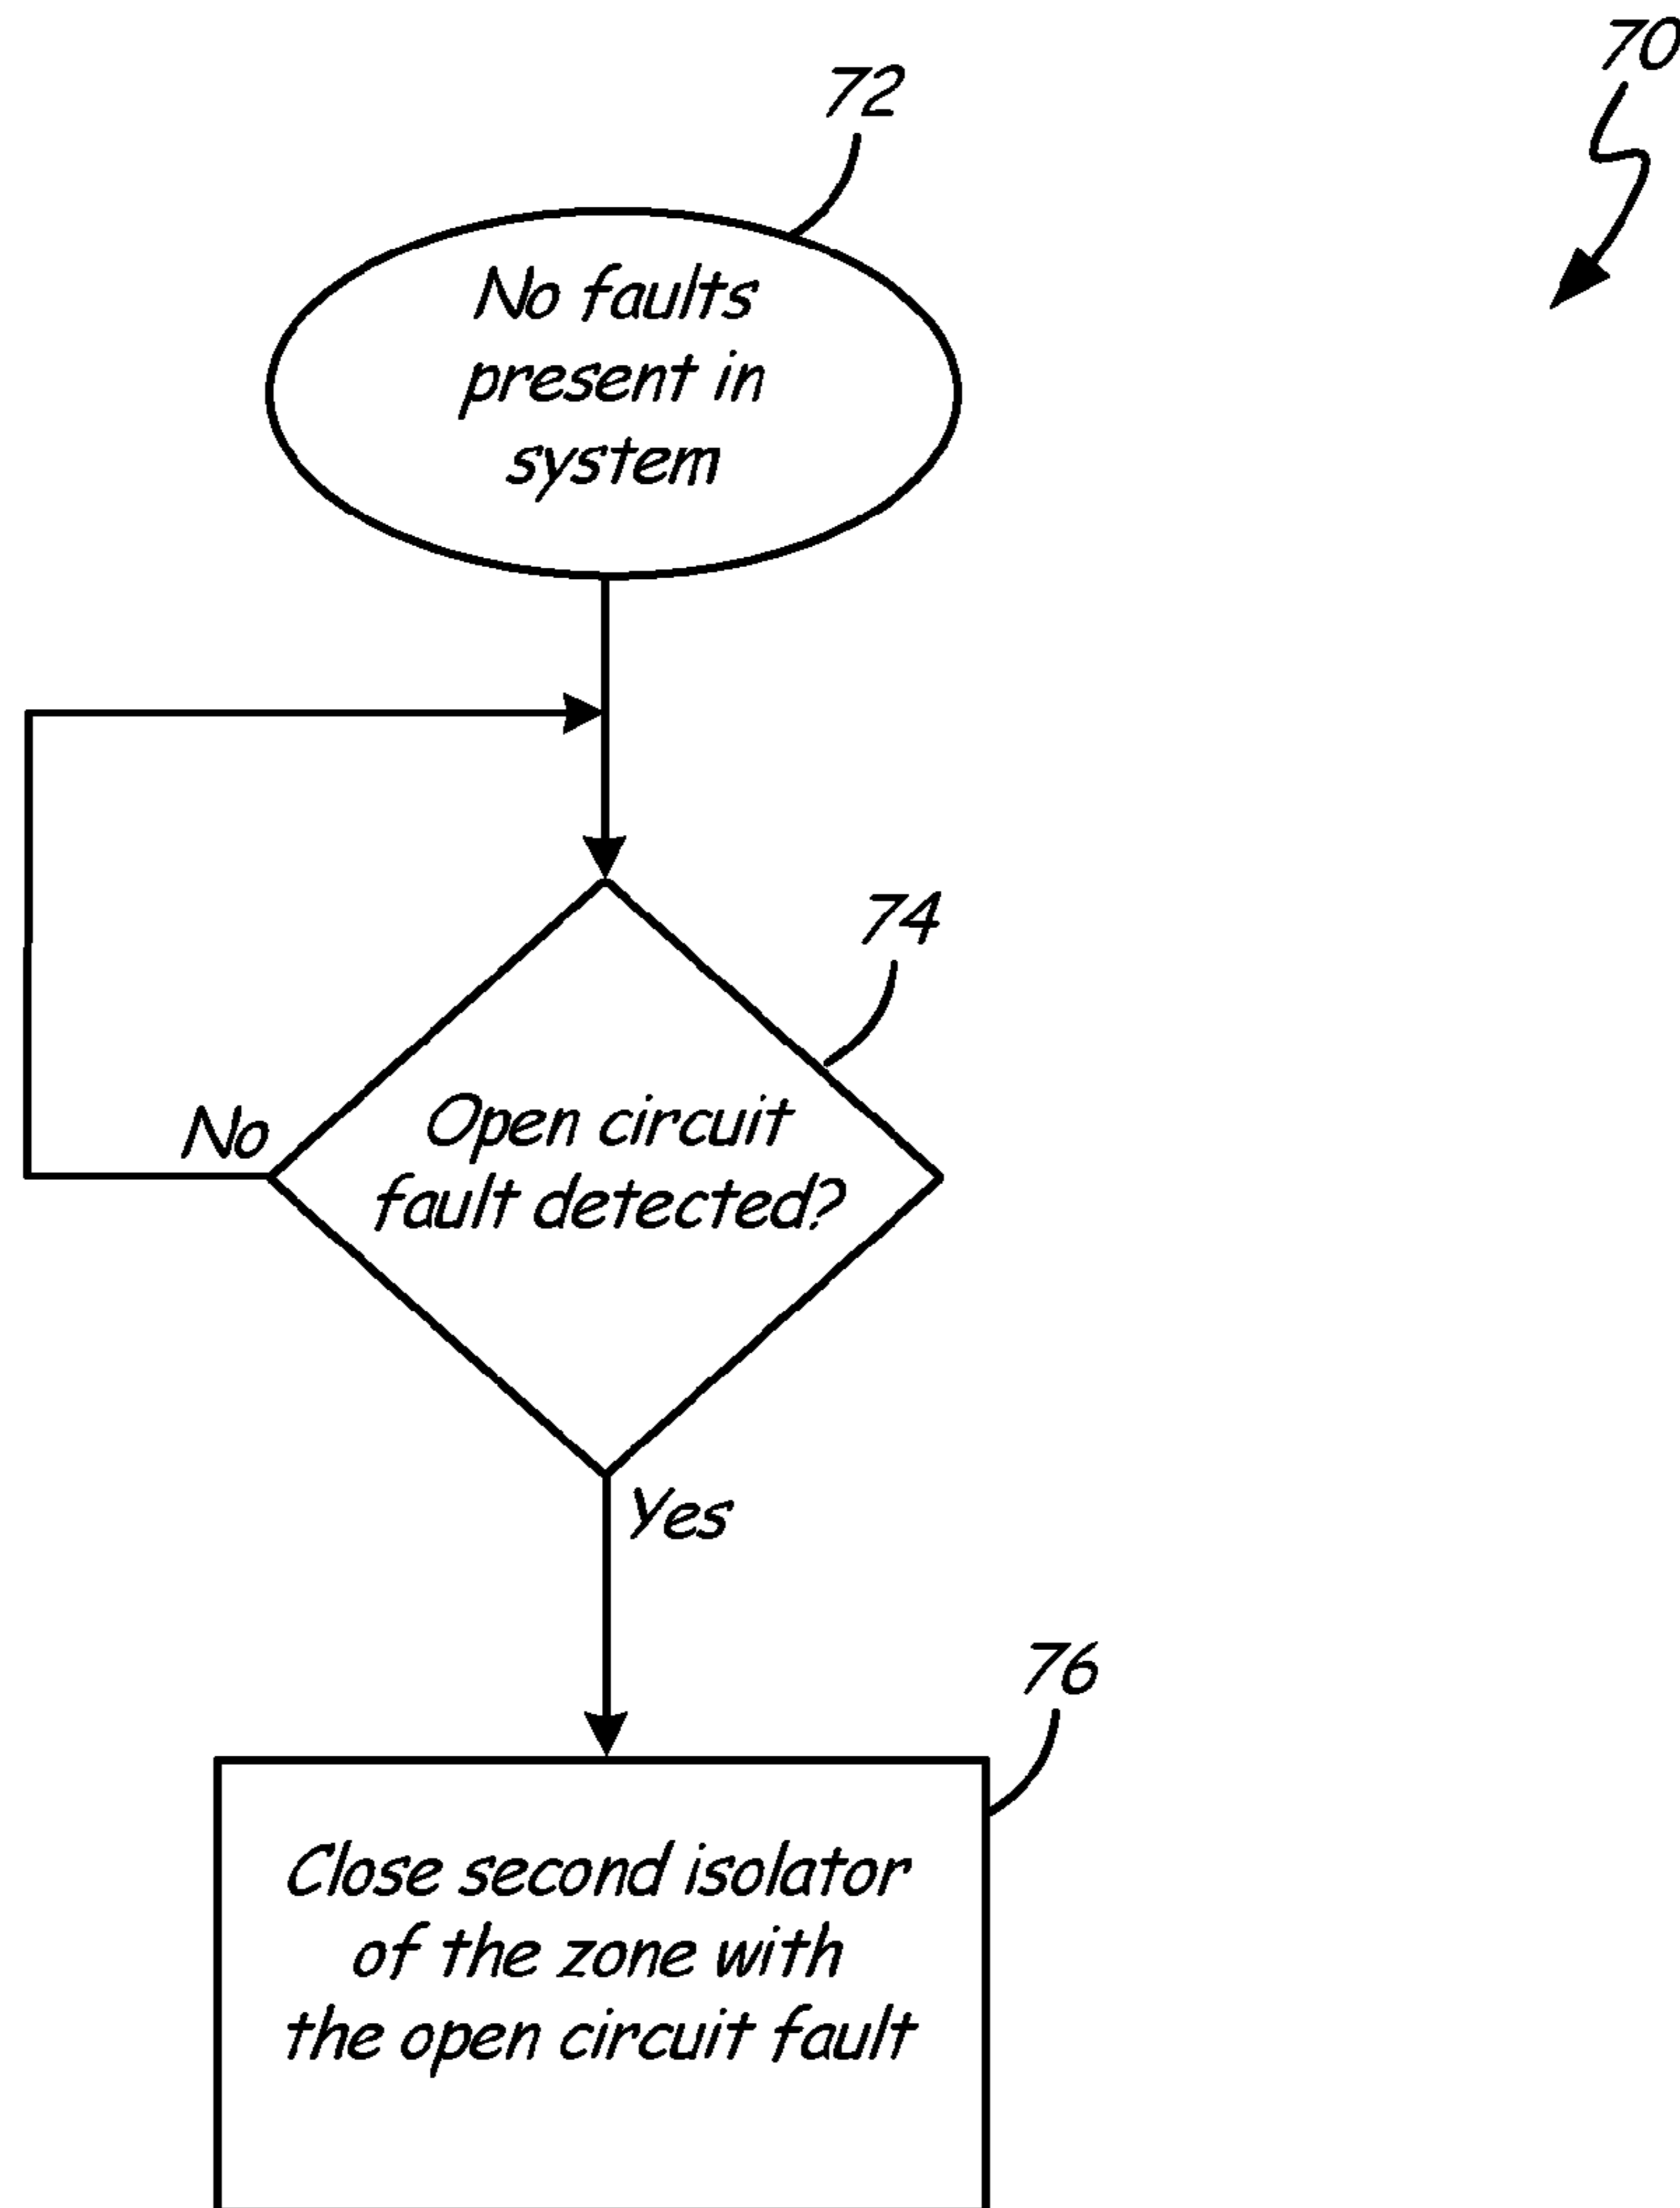 70
72
No faults
present in
system
74
No
Open circuit
fault detected?
Yes
76
Close second isolator
of the zone with
the open circuit fault